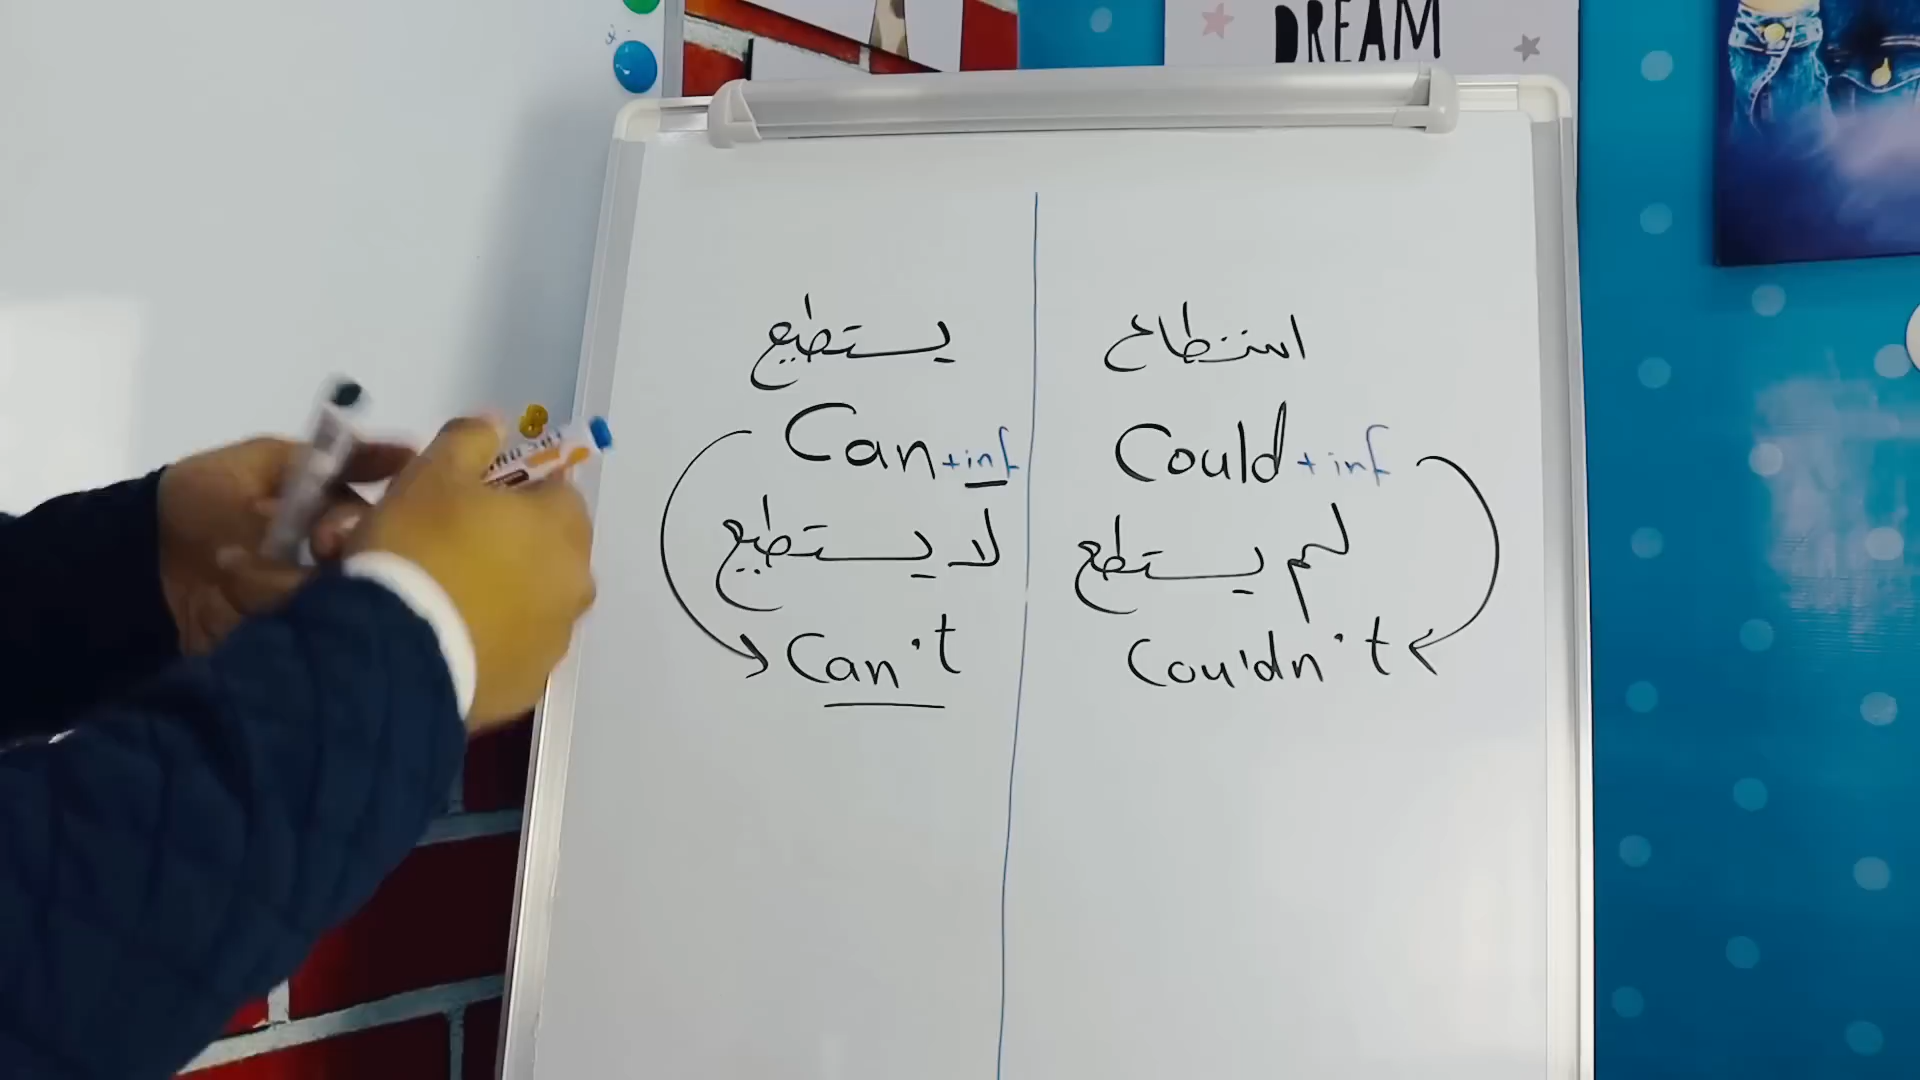 DREAM
يستطيع
Can + inf
لا يستطيع
Can't
استطاع
Could + inf
لم يستطع
Couldn't